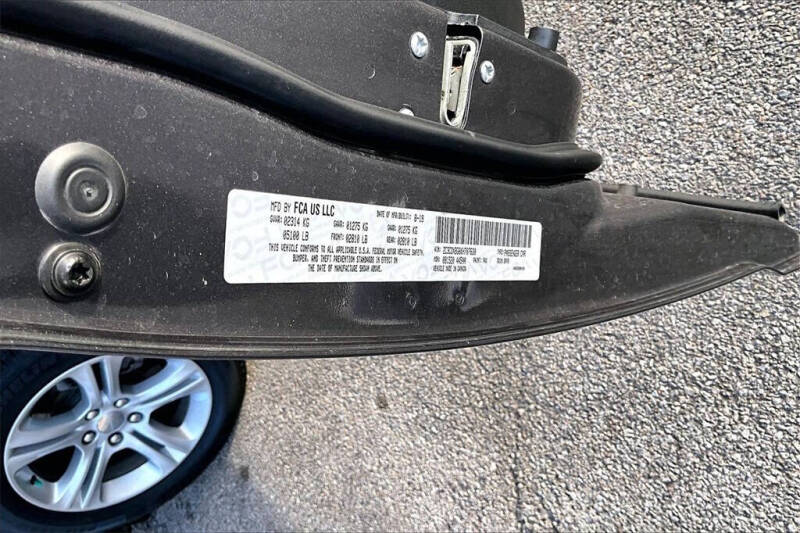 MFD BY FCA US LLC
DATE OF MFR/BUILT: 8-19
GVWR: 02314 KG
GAWR: 01275 KG
GAWR: 01275 KG
05100 LB
FRONT: 02810 LB
REAR: 02810 LB
THIS VEHICLE CONFORMS TO ALL APPLICABLE U.S.A. FEDERAL MOTOR VEHICLE SAFETY,
BUMPER, AND THEFT PREVENTION STANDARDS IN EFFECT ON
THE DATE OF MANUFACTURE SHOWN ABOVE.
VIN:
TYPE: PASSENGER CAR
PAINT:
VEHICLE MADE IN CANADA